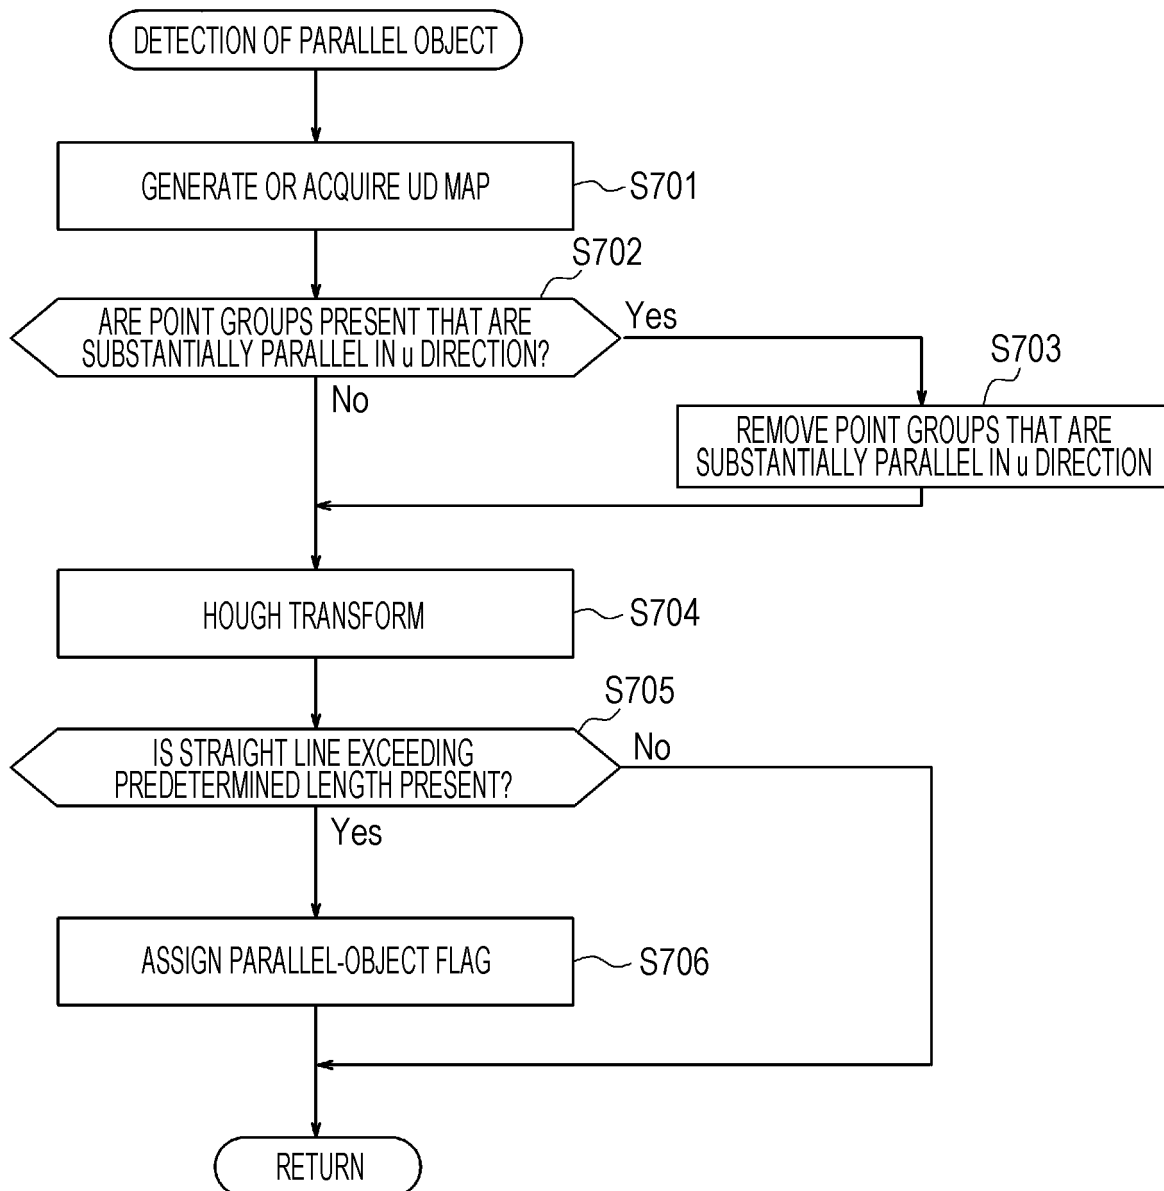 DETECTION OF PARALLEL OBJECT
GENERATE OR ACQUIRE UD MAP
S701
S702
ARE POINT GROUPS PRESENT THAT ARE
SUBSTANTIALLY PARALLEL IN u DIRECTION?
Yes
No
S703
REMOVE POINT GROUPS THAT ARE
SUBSTANTIALLY PARALLEL IN u DIRECTION
HOUGH TRANSFORM
S704
S705
IS STRAIGHT LINE EXCEEDING
PREDETERMINED LENGTH PRESENT?
No
Yes
ASSIGN PARALLEL-OBJECT FLAG
S706
RETURN